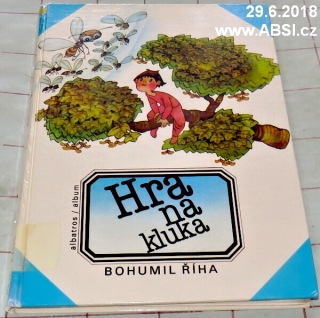 29.6.2018
www.ABSI.cz
albatros / album
Hra
na
kluka
BOHUMIL ŘÍHA